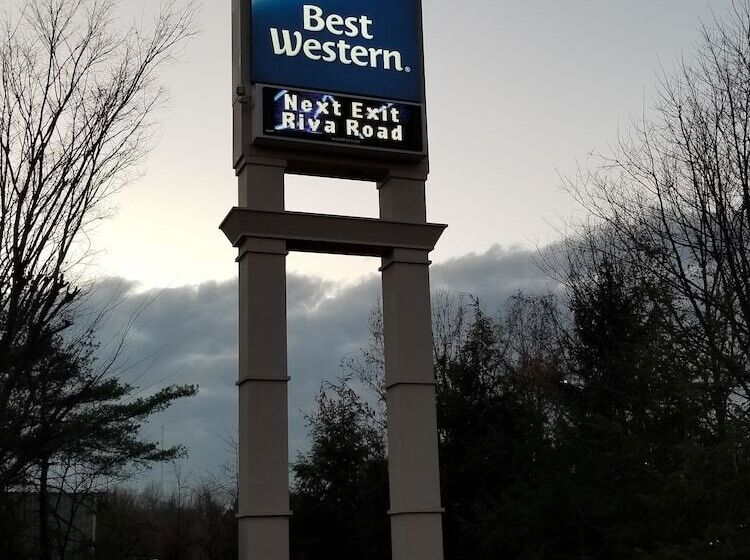 Best
Western®
Next Exit
Riva Road